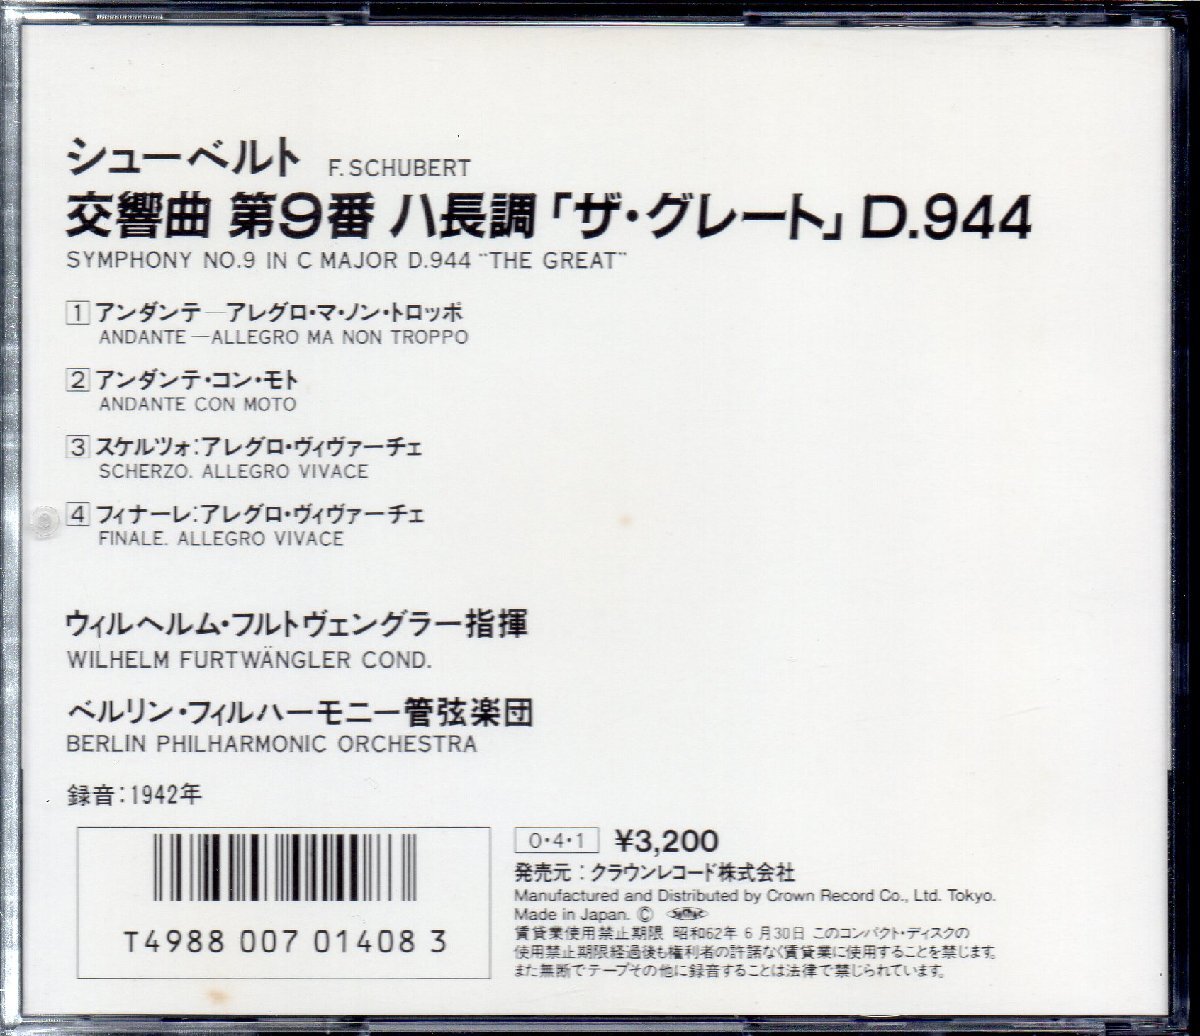 シューベルト F. SCHUBERT
交響曲 第9番 ハ長調「ザ・グレート」D.944
SYMPHONY NO.9 IN C MAJOR D.944 “THE GREAT”
1 アンダンテ—アレグロ・マ・ノン・トロッポ
ANDANTE—ALLEGRO MA NON TROPPO
2 アンダンテ・コン・モト
ANDANTE CON MOTO
3 スケルツォ:アレグロ・ヴィヴァーチェ
SCHERZO. ALLEGRO VIVACE
4 フィナーレ:アレグロ・ヴィヴァーチェ
FINALE. ALLEGRO VIVACE
ウィルヘルム・フルトヴェングラー指揮
WILHELM FURTWÄNGLER COND.
ベルリン・フィルハーモニー管弦楽団
BERLIN PHILHARMONIC ORCHESTRA
録音:1942年
T4988 007 01408 3
0・4・1 ¥3,200
発売元:クラウンレコード株式会社
Manufactured and Distributed by Crown Record Co., Ltd. Tokyo.
Made in Japan. Ⓒ
賃貸業使用禁止期限 昭和62年 6月30日 このコンパクト・ディスクの
使用禁止期限経過後も権利者の許諾なく賃貸業に使用することを禁じます。
また無断でテープその他に録音することは法律で禁じられています。